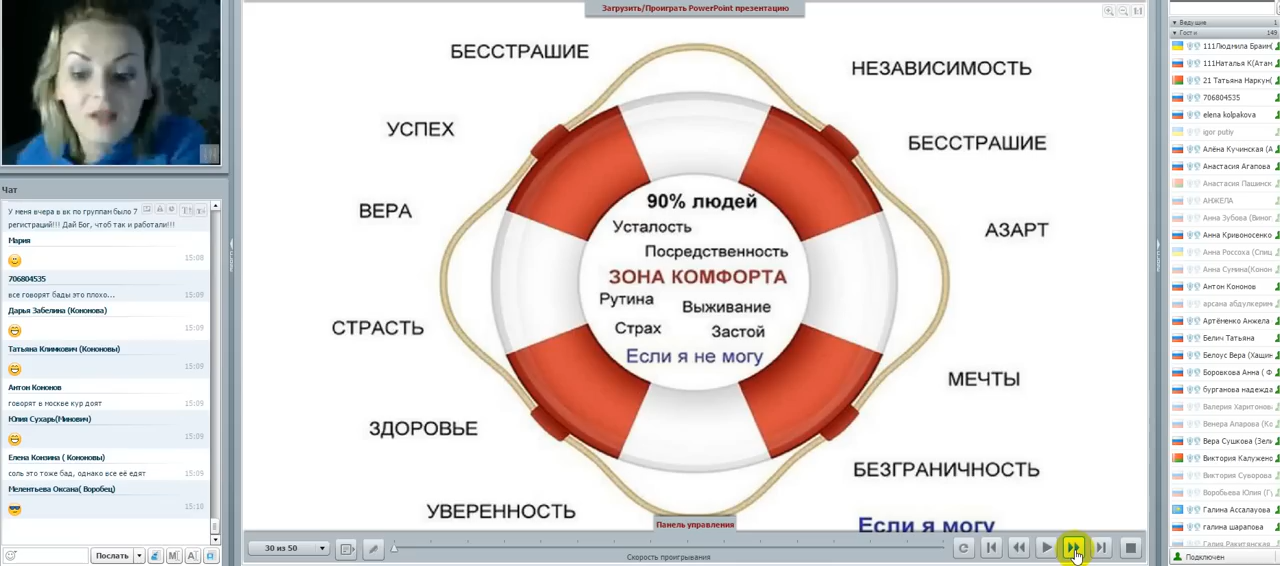 Загрузить/Проиграть PowerPoint презентацию
Чат
У меня вчера в вк по группам было 7
регистраций!!! Дай Бог, чтоб так и работали!!!
Мария
15:08
706804535
все говорят бады это плохо...
15:09
Дарья Забелина (Кононова)
15:09
Татьяна Климкович (Кононовы)
15:09
Антон Кононов
говорят в москве кур доят
15:09
Юлия Сухарь(Минович)
15:09
Елена Конзина ( Кононовы)
соль это тоже бад, однако все её едят
15:09
Мелентьева Оксана( Воробец)
15:10
Послать
БЕССТРАШИЕ
УСПЕХ
ВЕРА
СТРАСТЬ
ЗДОРОВЬЕ
УВЕРЕННОСТЬ
90% людей
Усталость
Посредственность
ЗОНА КОМФОРТА
Рутина
Выживание
Страх
Застой
Если я не могу
НЕЗАВИСИМОСТЬ
БЕССТРАШИЕ
АЗАРТ
МЕЧТЫ
БЕЗГРАНИЧНОСТЬ
Если я могу
Панель управления
30 из 50
Скорость проигрывания
Ведущие
1
Гости
149
111Людмила Браим(
111Наталья К(Атам
21 Татьяна Наркун(
706804535
elena kolpakova
igor putiy
Алёна Кучинская (А
Анастасия Агапова
Анастасия Пашинск
АНЖЕЛА
Анна Зубова (Виног
Анна Кривоносенко
Анна Россоха (Спиц
Анна Сумина(Конон
Антон Кононов
арсана абдулкерим
Артёменко Анжела
Белич Татьяна
Белоус Вера (Хащин
Боровкова Анна ( Ф
бурганова надежда
Валерия Харитонов
Венера Апарова (Ко
Вера Сушкова (Зели
Виктория Калужено
Виктория Суворова
Воробьева Юлия (Гу
Галина Ассалауова
галина шарапова
Галия Ракитянская
Подключен